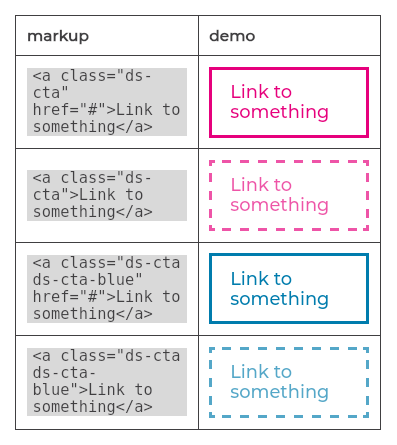 markup demo
<a class="ds-
cta"
href="#">Link to
something</a>
Link to
something
<a class="ds-
cta">Link to
something</a>
Link to
something
<a class="ds-cta
ds-cta-blue"
href="#">Link to
something</a>
Link to
something
<a class="ds-cta
ds-cta-
blue">Link to
something</a>
Link to
something